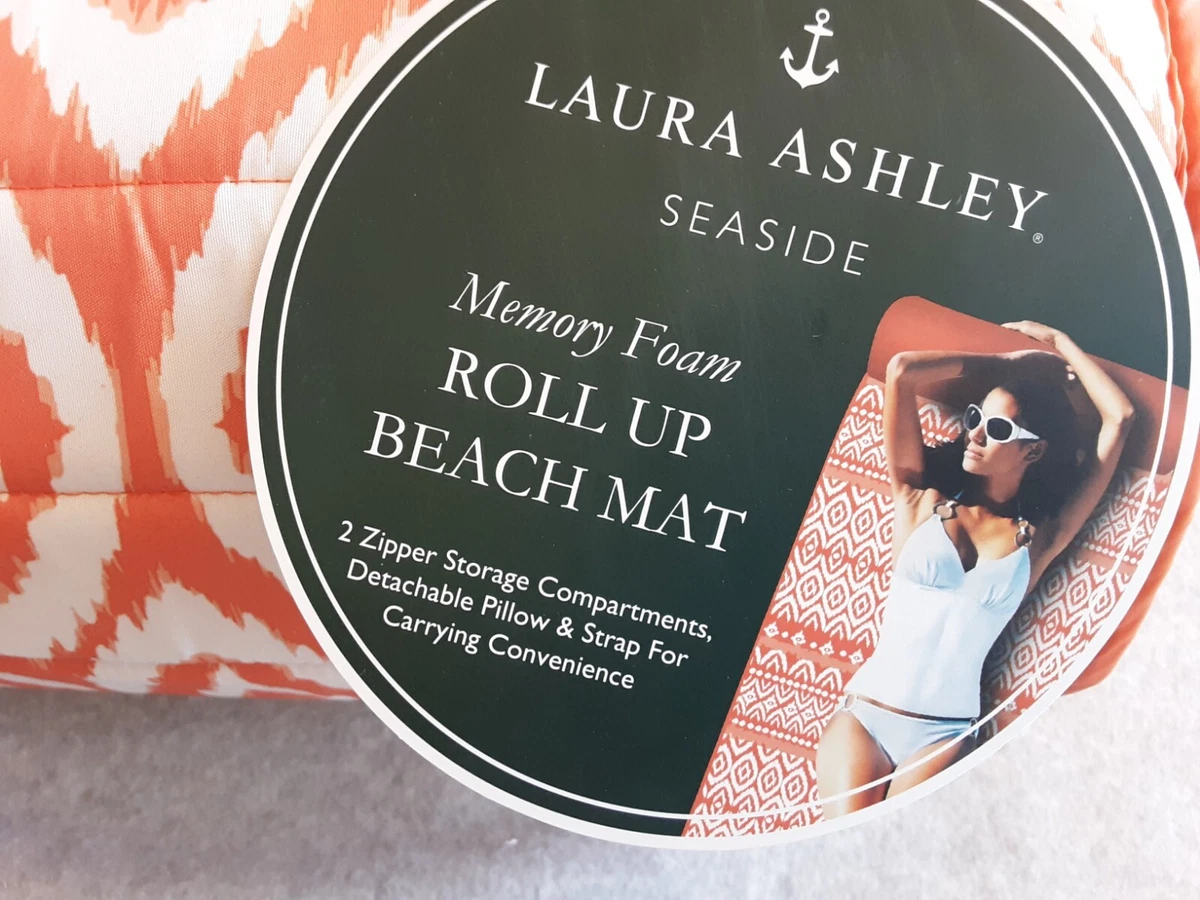 LAURA ASHLEY®
SEASIDE
Memory Foam
ROLL UP
BEACH MAT
2 Zipper Storage Compartments,
Detachable Pillow & Strap For
Carrying Convenience